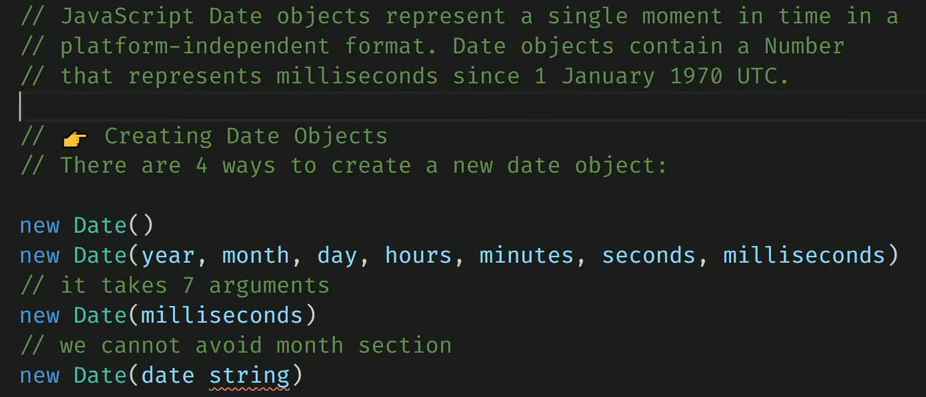 // JavaScript Date objects represent a single moment in time in a
// platform-independent format. Date objects contain a Number
// that represents milliseconds since 1 January 1970 UTC.
// 👉 Creating Date Objects
// There are 4 ways to create a new date object:
new Date()
new Date(year, month, day, hours, minutes, seconds, milliseconds)
// it takes 7 arguments
new Date(milliseconds)
// we cannot avoid month section
new Date(date string)